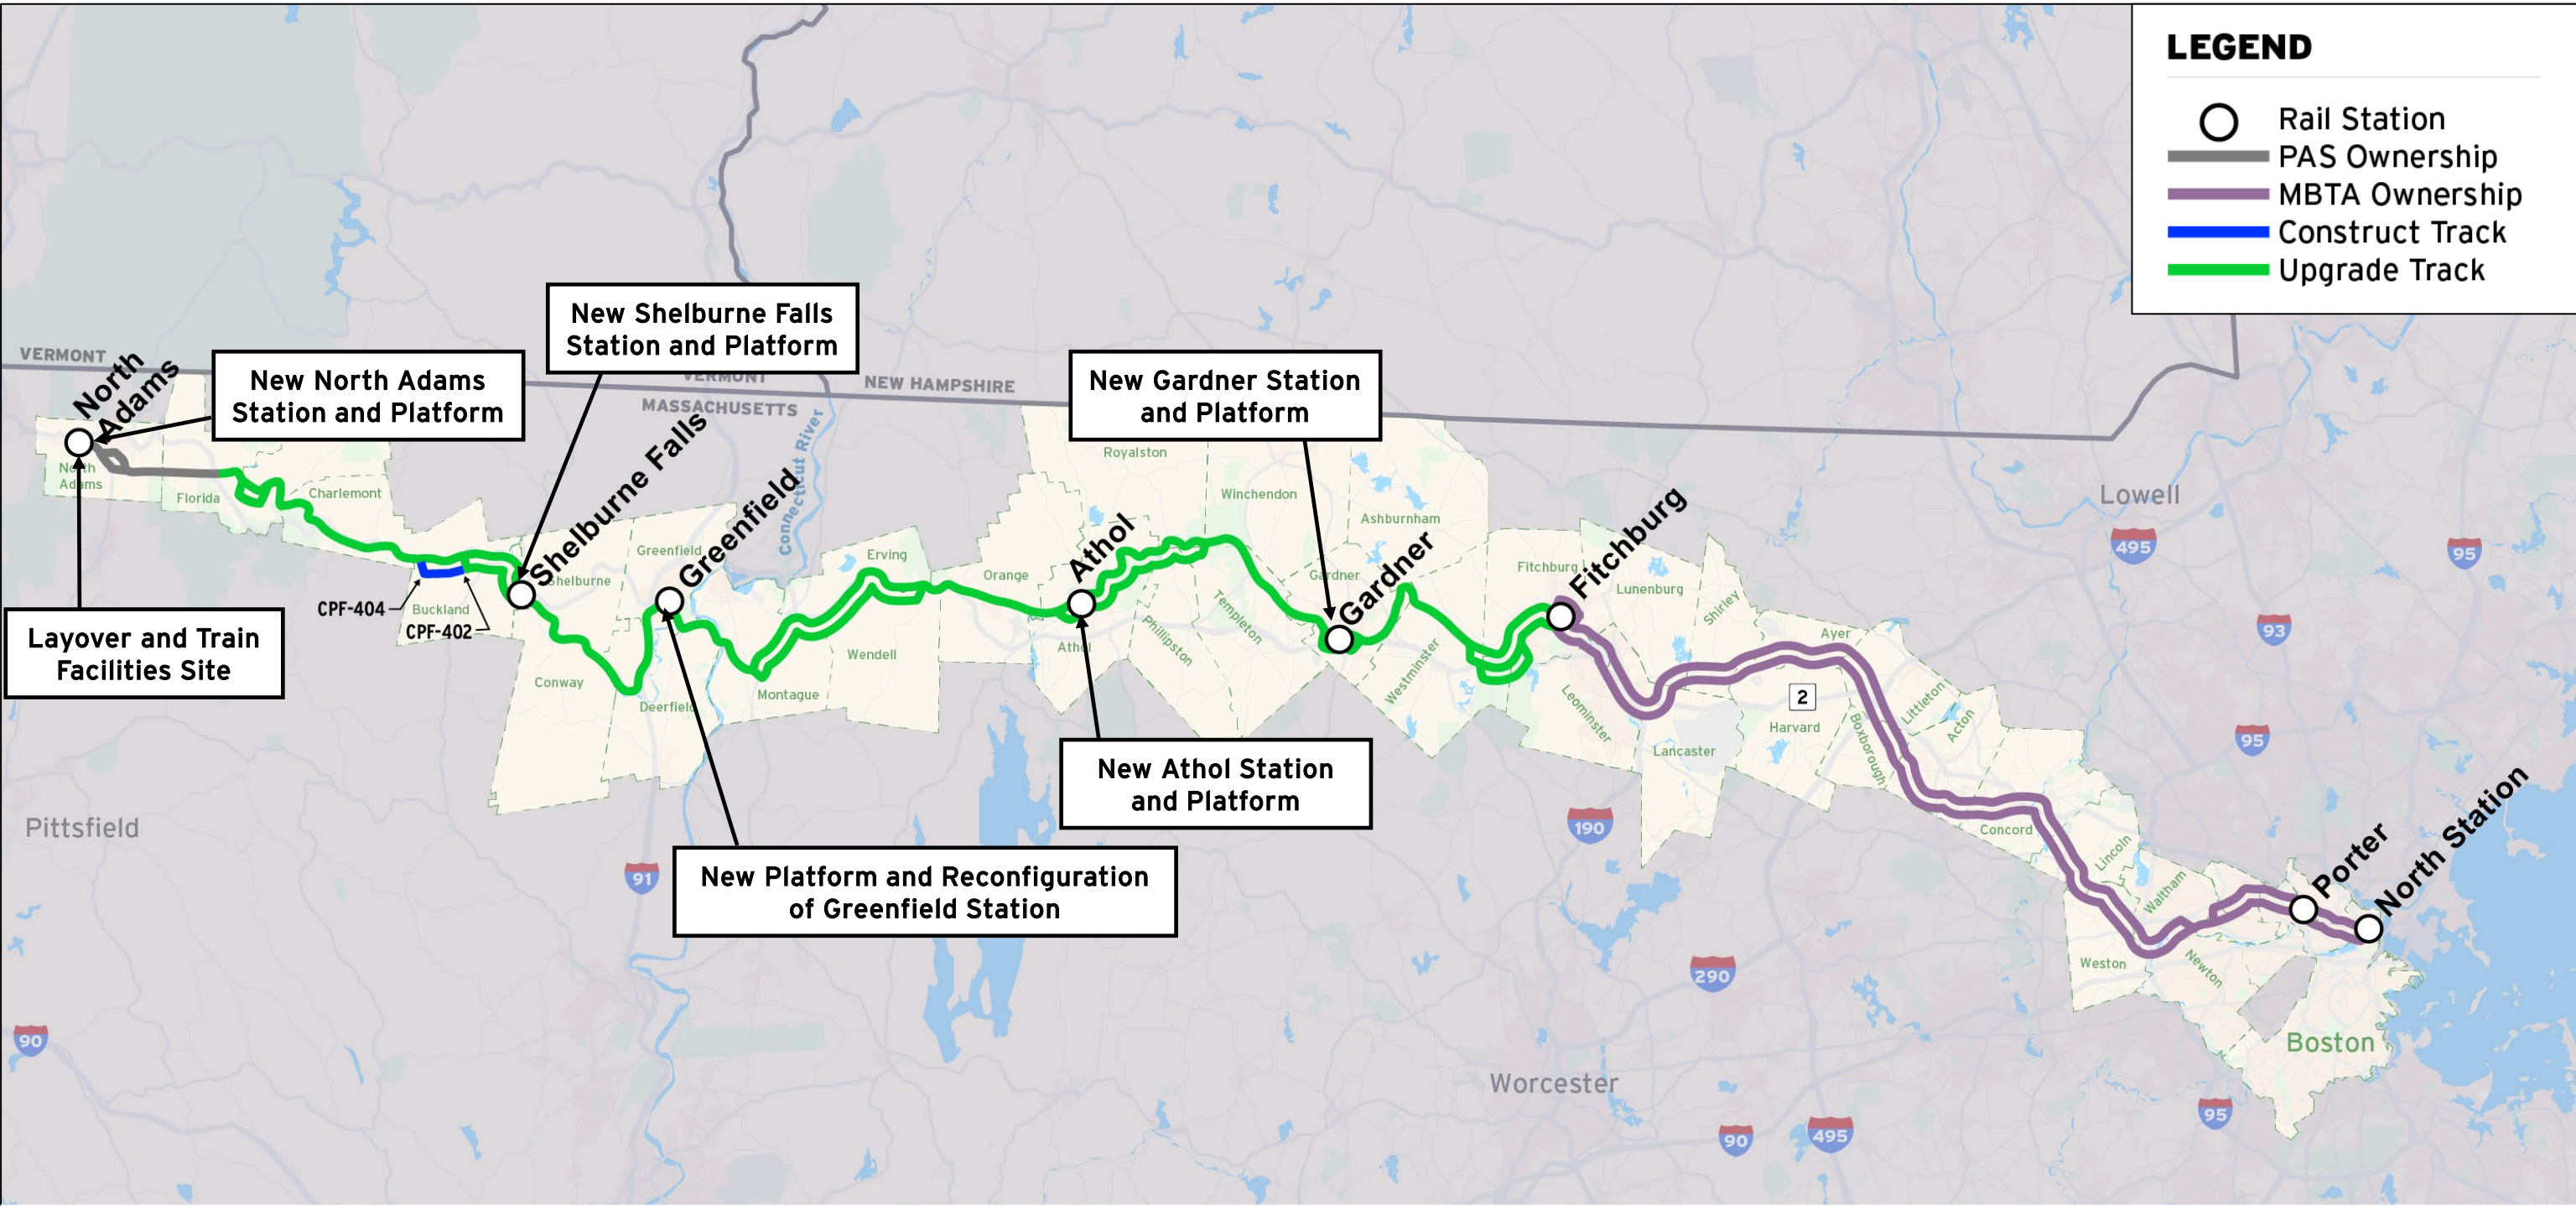 LEGEND
Rail Station
PAS Ownership
MBTA Ownership
Construct Track
Upgrade Track
New Shelburne Falls
Station and Platform
VERMONT
New North Adams
Station and Platform
New Gardner Station
and Platform
VERMONT
NEW HAMPSHIRE
MASSACHUSETTS
North
Adams
Shelburne Falls
Greenfield
Connecticut River
Athol
Gardner
Fitchburg
Royalston
Winchendon
Ashburnham
Lowell
495
95
North
Adams
Florida
Charlemont
Greenfield
Shelburne
Erving
Orange
Gardner
Fitchburg
Lunenburg
Shirley
Ayer
93
CPF-404
Buckland
CPF-402
Layover and Train
Facilities Site
Conway
Deerfield
Montague
Wendell
Athol
Phillipston
Templeton
Westminster
Leominster
Lancaster
2
Harvard
Boxborough
Littleton
Acton
95
New Athol Station
and Platform
Pittsfield
190
Concord
Lincoln
Waltham
Porter
North Station
91
New Platform and Reconfiguration
of Greenfield Station
Weston
Newton
2
290
90
Boston
Worcester
90
495
95